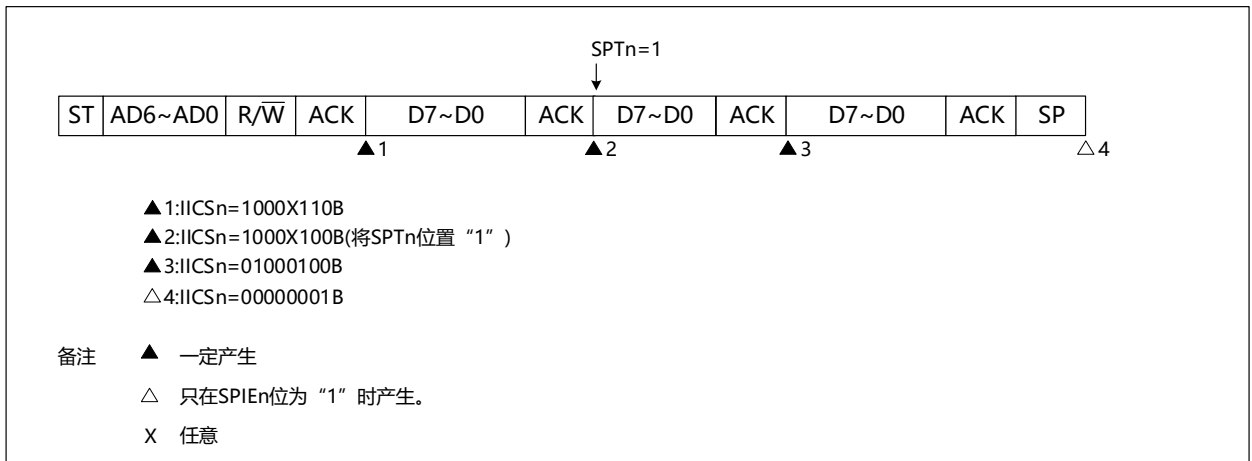 SPTn=1
ST AD6~AD0 R/W̅ ACK D7~D0 ACK D7~D0 ACK D7~D0 ACK SP
▲1 ▲2 ▲3 △4
▲1:IICSn=1000X110B
▲2:IICSn=1000X100B(将SPTn位置“1”)
▲3:IICSn=01000100B
△4:IICSn=00000001B
备注 ▲ 一定产生
△ 只在SPIEn位为“1”时产生。
X 任意